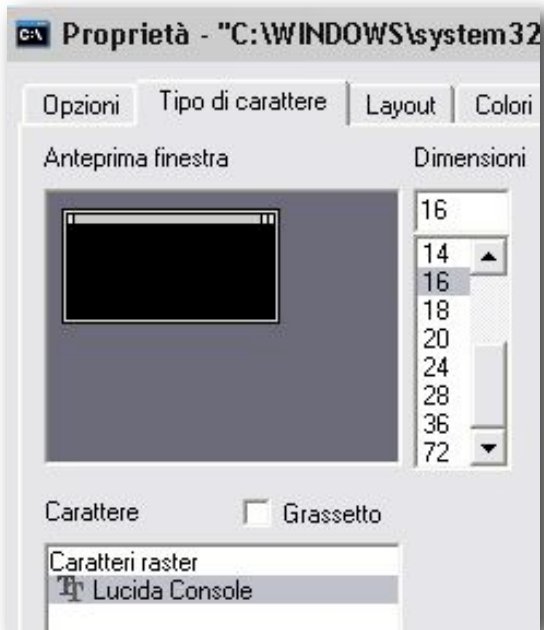 Proprietà - "C:\WINDOWS\system32
Opzioni Tipo di carattere Layout Colori
Anteprima finestra Dimensioni
16
14
16
18
20
24
28
36
72
Carattere Grassetto
Caratteri raster
Lucida Console